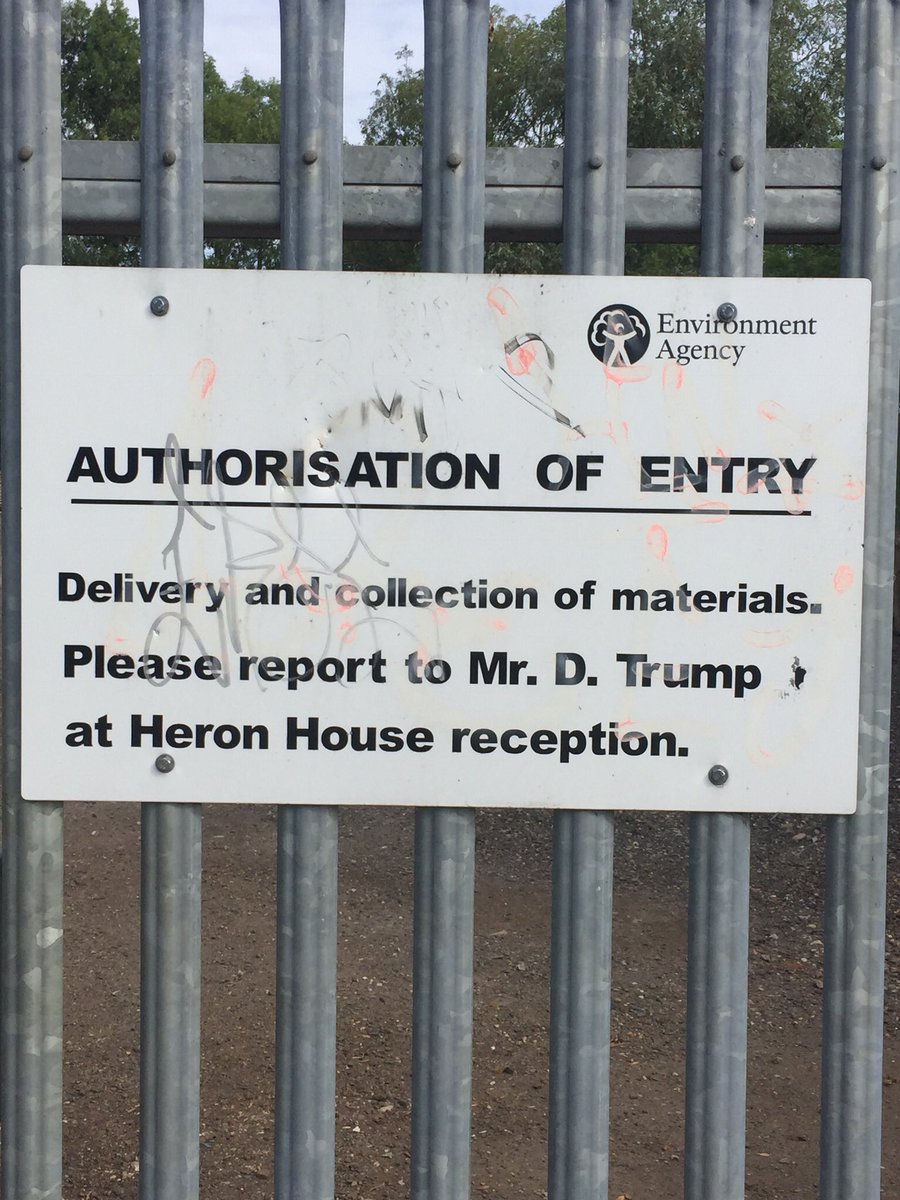 Environment
Agency
AUTHORISATION OF ENTRY
Delivery and collection of materials.
Please report to Mr. D. Trump
at Heron House reception.